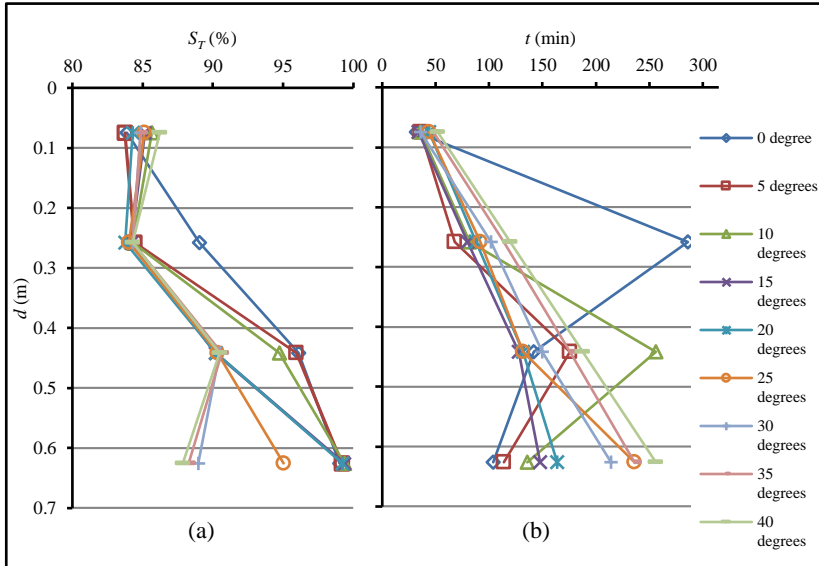 S_T (%)
80 85 90 95 100
0
0.1
0.2
0.3
0.4
0.5
0.6
0.7
d (m)
(a)
t (min)
0 50 100 150 200 250 300
(b)
0 degree
5 degrees
10
degrees
15
degrees
20
degrees
25
degrees
30
degrees
35
degrees
40
degrees